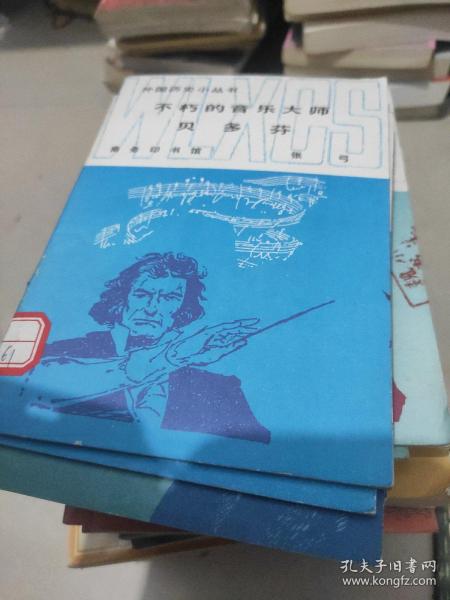 外国历史小丛书
WLXCS
不朽的音乐大师
贝多芬
商务印书馆 张弓
61
孔夫子旧书网
www.kongfz.com